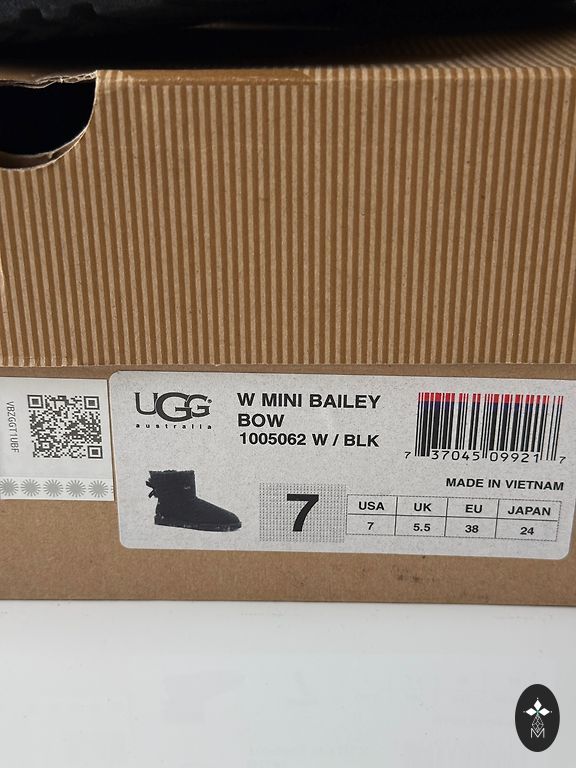 VBZGGT1UBF
UGG
australia
W MINI BAILEY
BOW
1005062 W / BLK
7 37045 09921 7
MADE IN VIETNAM
7
USA UK EU JAPAN
7 5.5 38 24
M